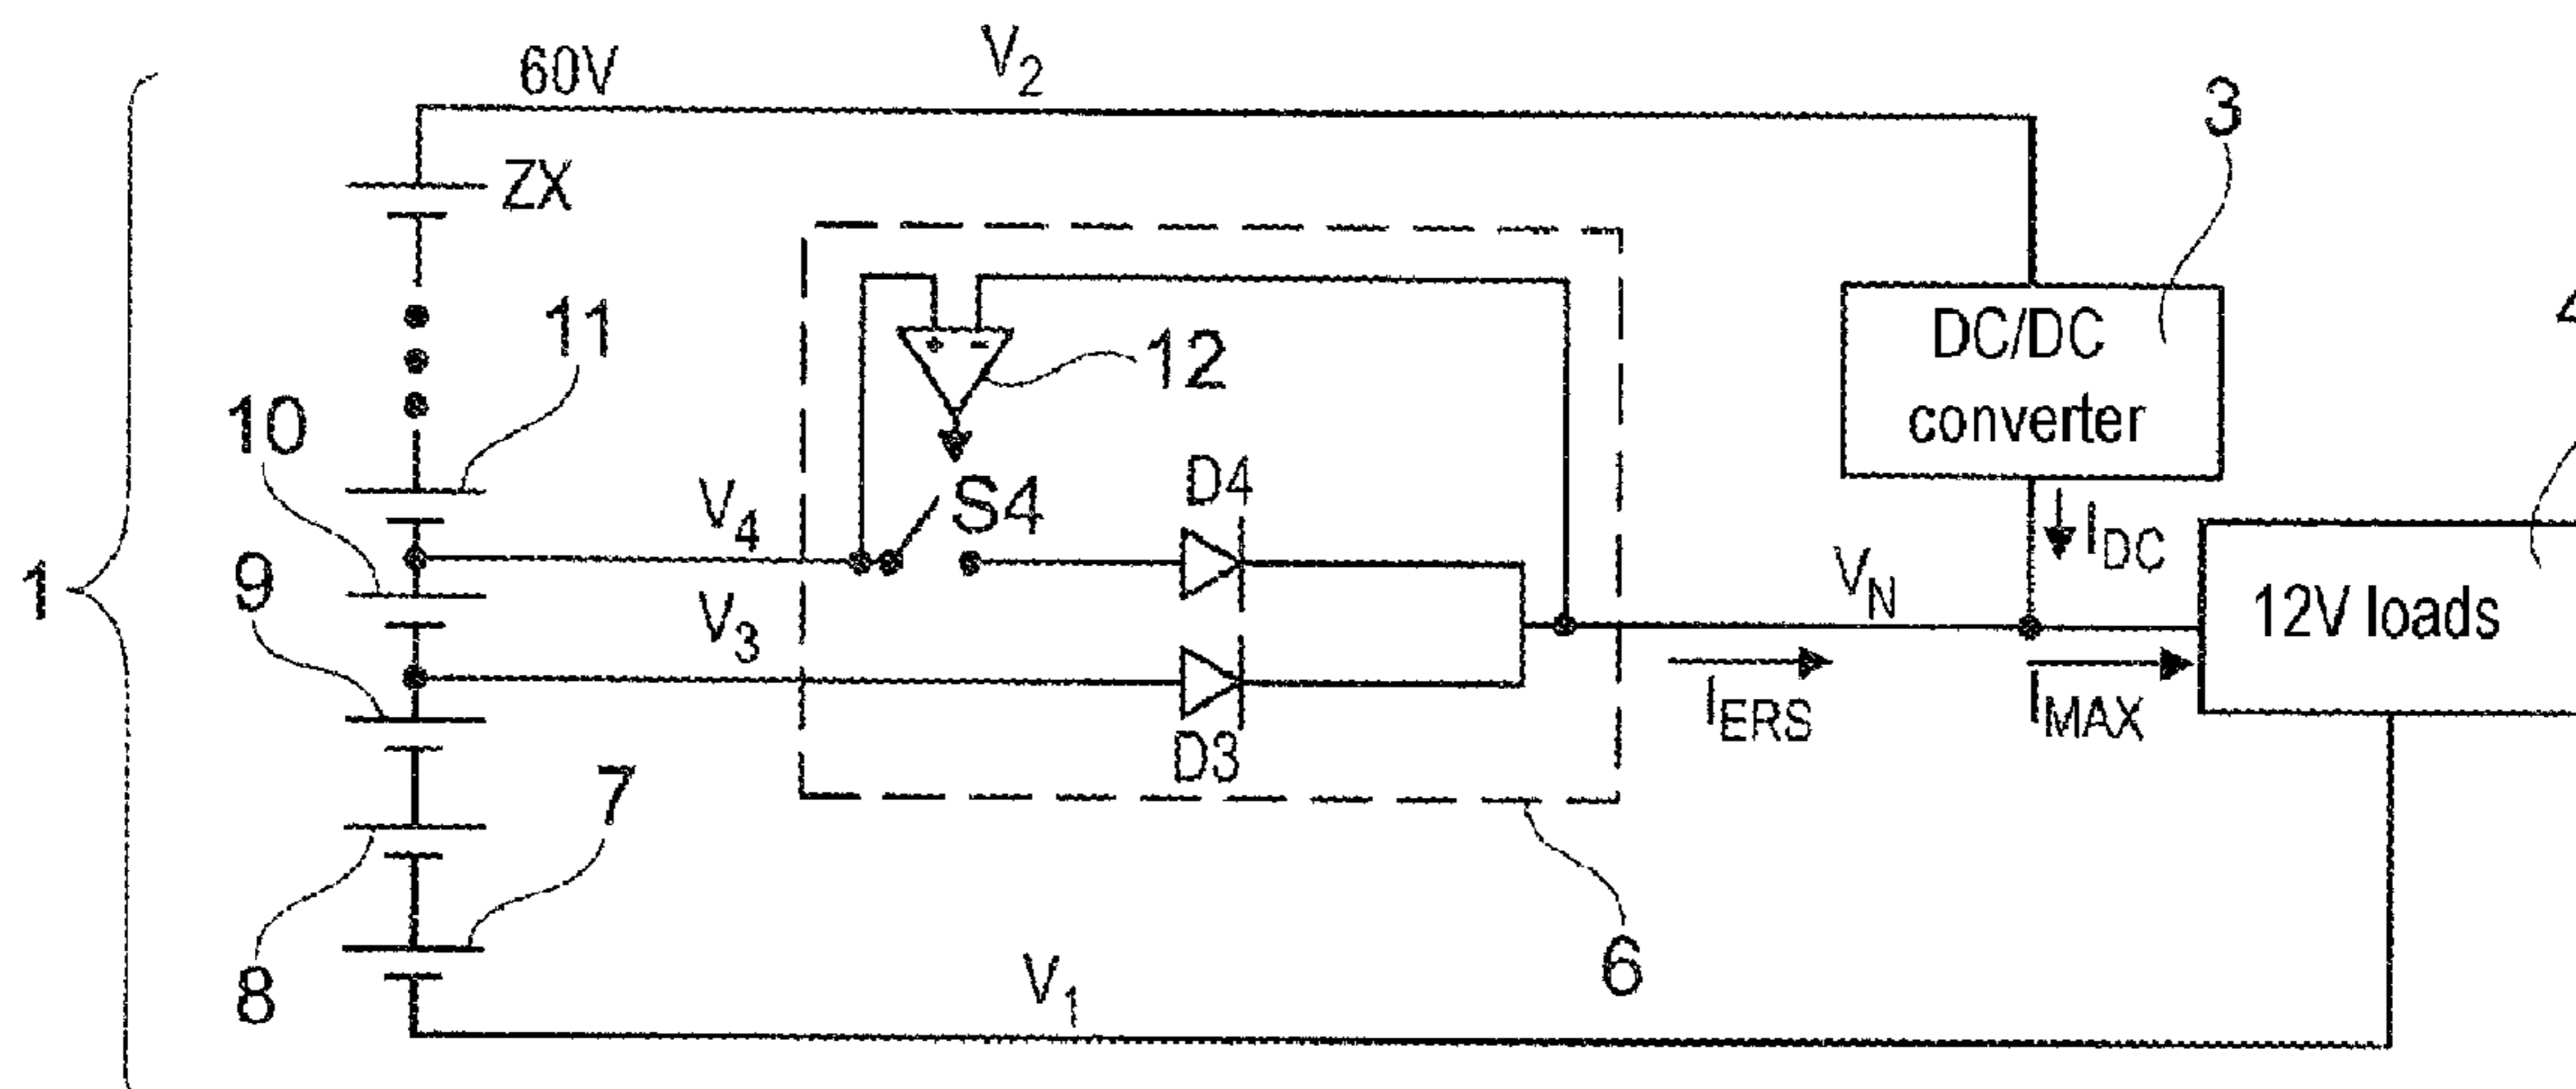 60V
V2
3
ZX
11
DC/DC
converter
4
12
10
S4
D4
V4
IDC
9
V3
VN
12V loads
1
IERS
IMAX
D3
7
6
8
V1
+ -